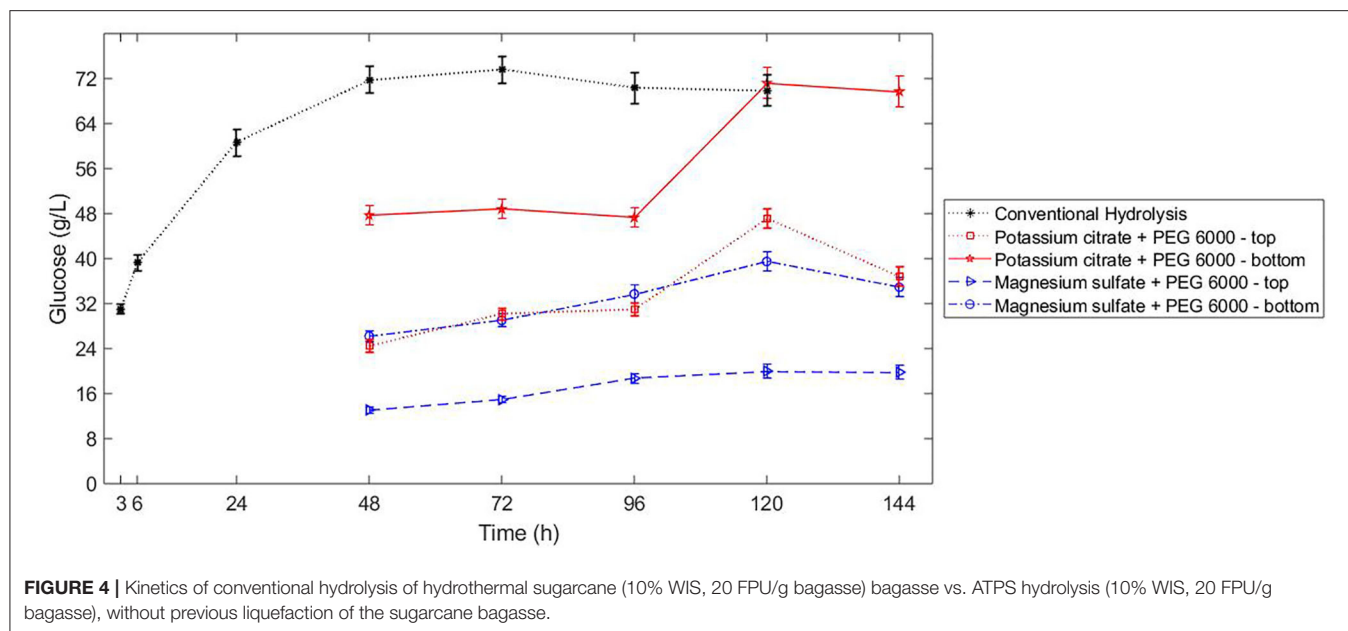 72
64
56
48
40
32
24
16
8
0
Glucose (g/L)
3 6 24 48 72 96 120 144
Time (h)
Conventional Hydrolysis
Potassium citrate + PEG 6000 - top
Potassium citrate + PEG 6000 - bottom
Magnesium sulfate + PEG 6000 - top
Magnesium sulfate + PEG 6000 - bottom
FIGURE 4 | Kinetics of conventional hydrolysis of hydrothermal sugarcane (10% WIS, 20 FPU/g bagasse) bagasse vs. ATPS hydrolysis (10% WIS, 20 FPU/g
bagasse), without previous liquefaction of the sugarcane bagasse.